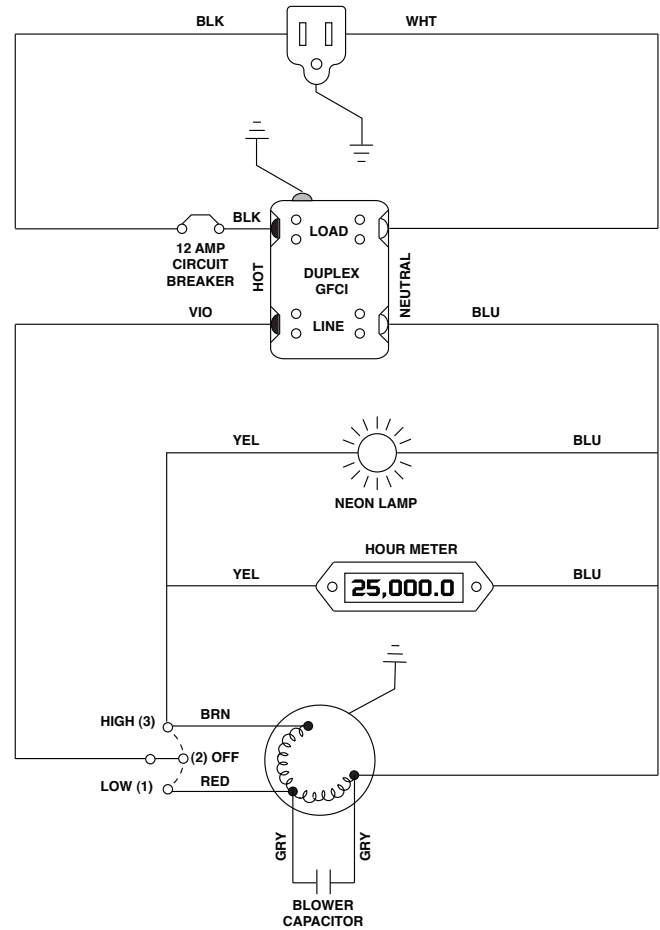 BLK
WHT
BLK
LOAD
12 AMP
CIRCUIT
BREAKER
HOT
DUPLEX
GFCI
NEUTRAL
VIO
LINE
BLU
YEL
BLU
NEON LAMP
HOUR METER
YEL
25,000.0
BLU
HIGH (3)
BRN
(2) OFF
LOW (1)
RED
GRY
GRY
BLOWER
CAPACITOR